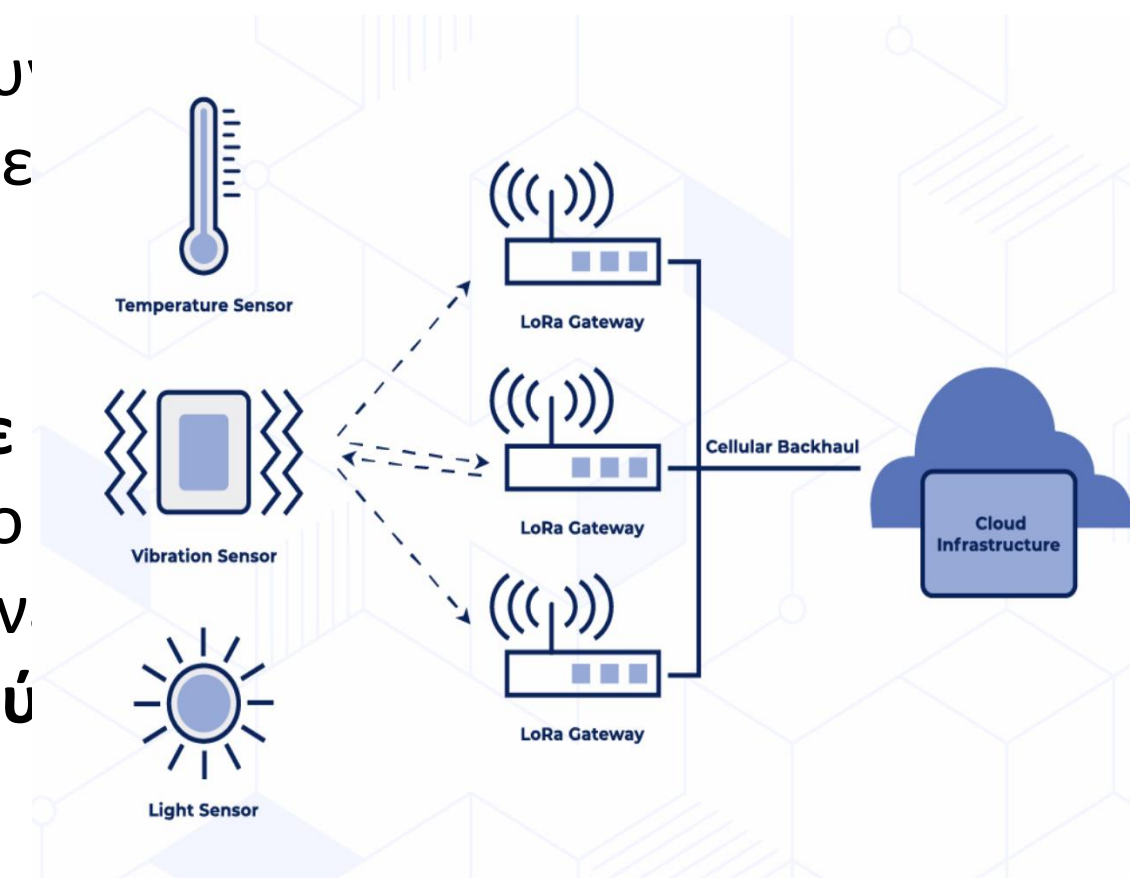 Temperature Sensor
LoRa Gateway
Cellular Backhaul
LoRa Gateway
Cloud
Infrastructure
Vibration Sensor
LoRa Gateway
Light Sensor